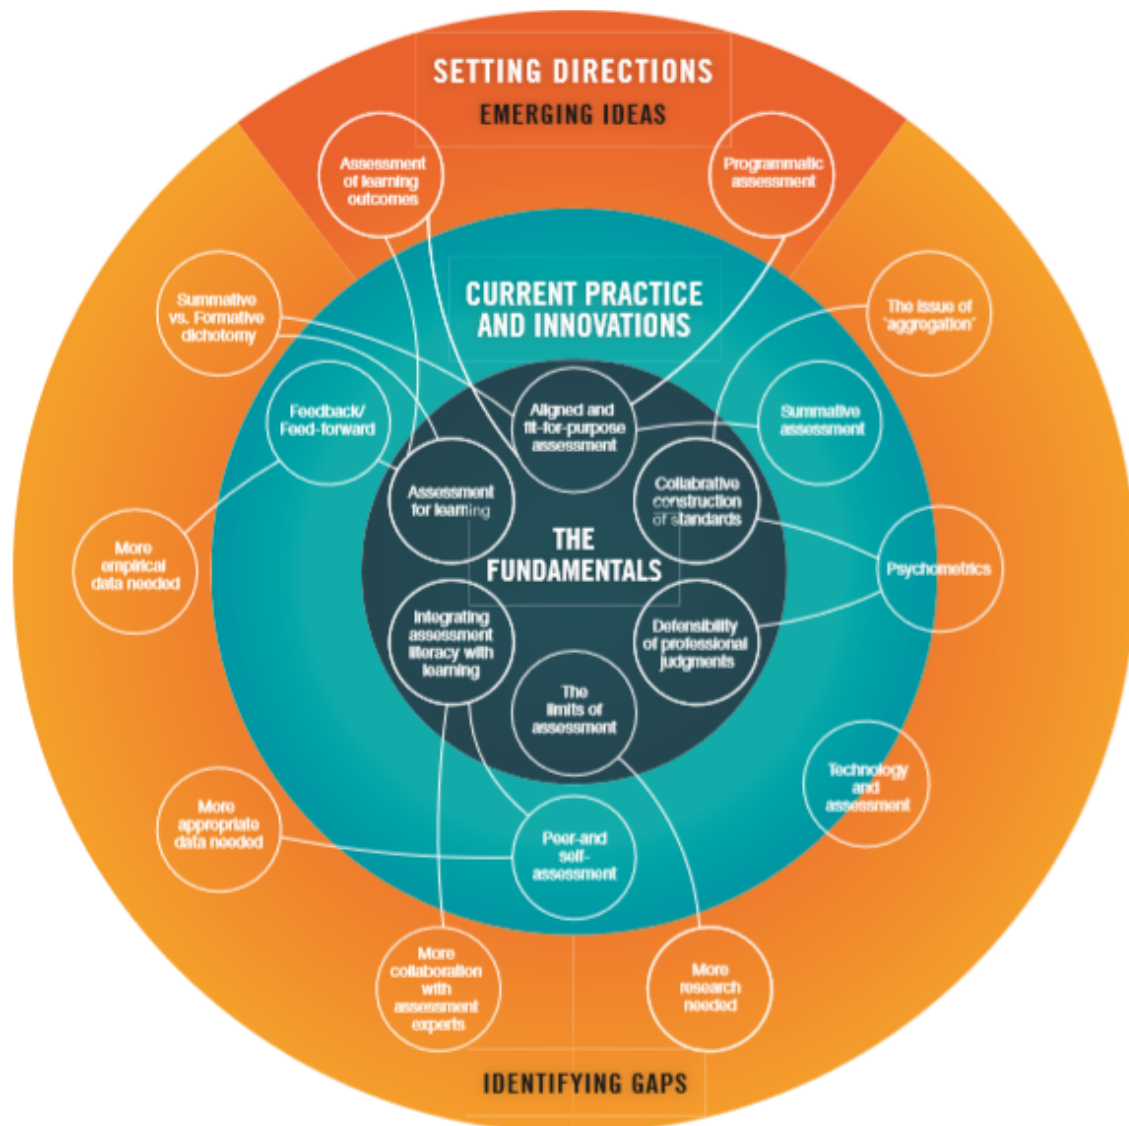 SETTING DIRECTIONS
EMERGING IDEAS
Assessment
of learning
outcomes
Programmatic
assessment
Summative
vs. Formative
dichotomy
CURRENT PRACTICE
AND INNOVATIONS
The issue of
'aggregation'
Feedback/
Feed-forward
Aligned and
fit-for-purpose
assessment
Summative
assessment
Assessment
for learning
Collabrative
construction
of standards
THE
FUNDAMENTALS
More
empirical
data needed
Psychometrics
Integrating
assessment
literacy with
learning
Defensibility
of professional
judgments
The
limits of
assessment
Technology
and
assessment
More
appropriate
data needed
Peer-and
self-
assessment
More
collaboration
with
assessment
experts
More
research
needed
IDENTIFYING GAPS